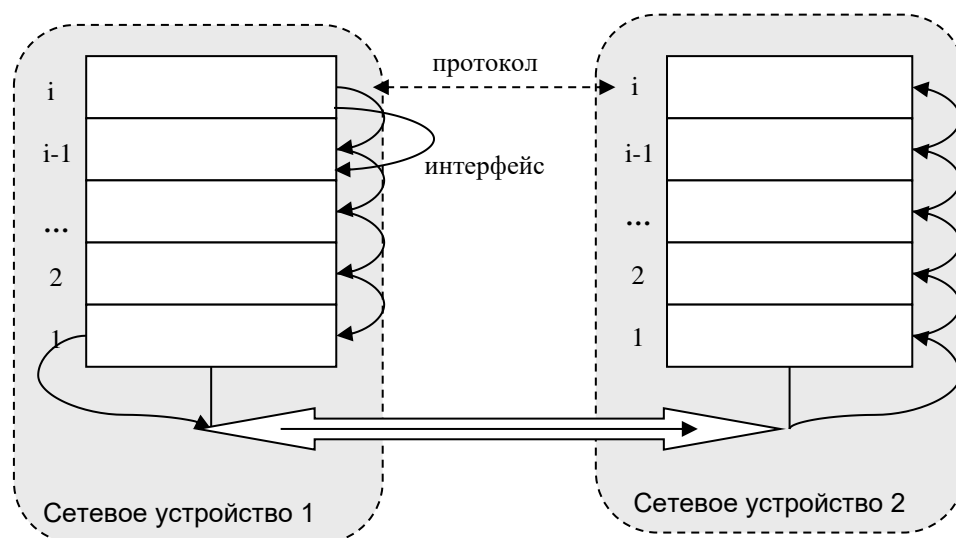 протокол
i
i
i-1
интерфейс
i-1
...
...
2
2
1
1
Сетевое устройство 1
Сетевое устройство 2